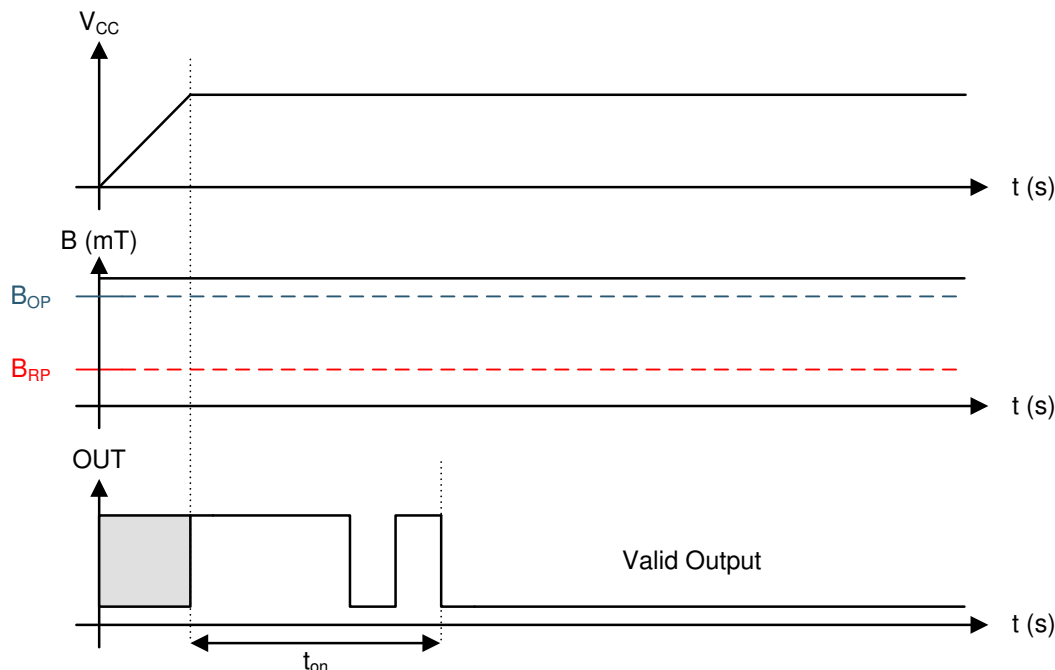 VCC
t (s)
B (mT)
BOP
BRP
t (s)
OUT
Valid Output
t (s)
ton